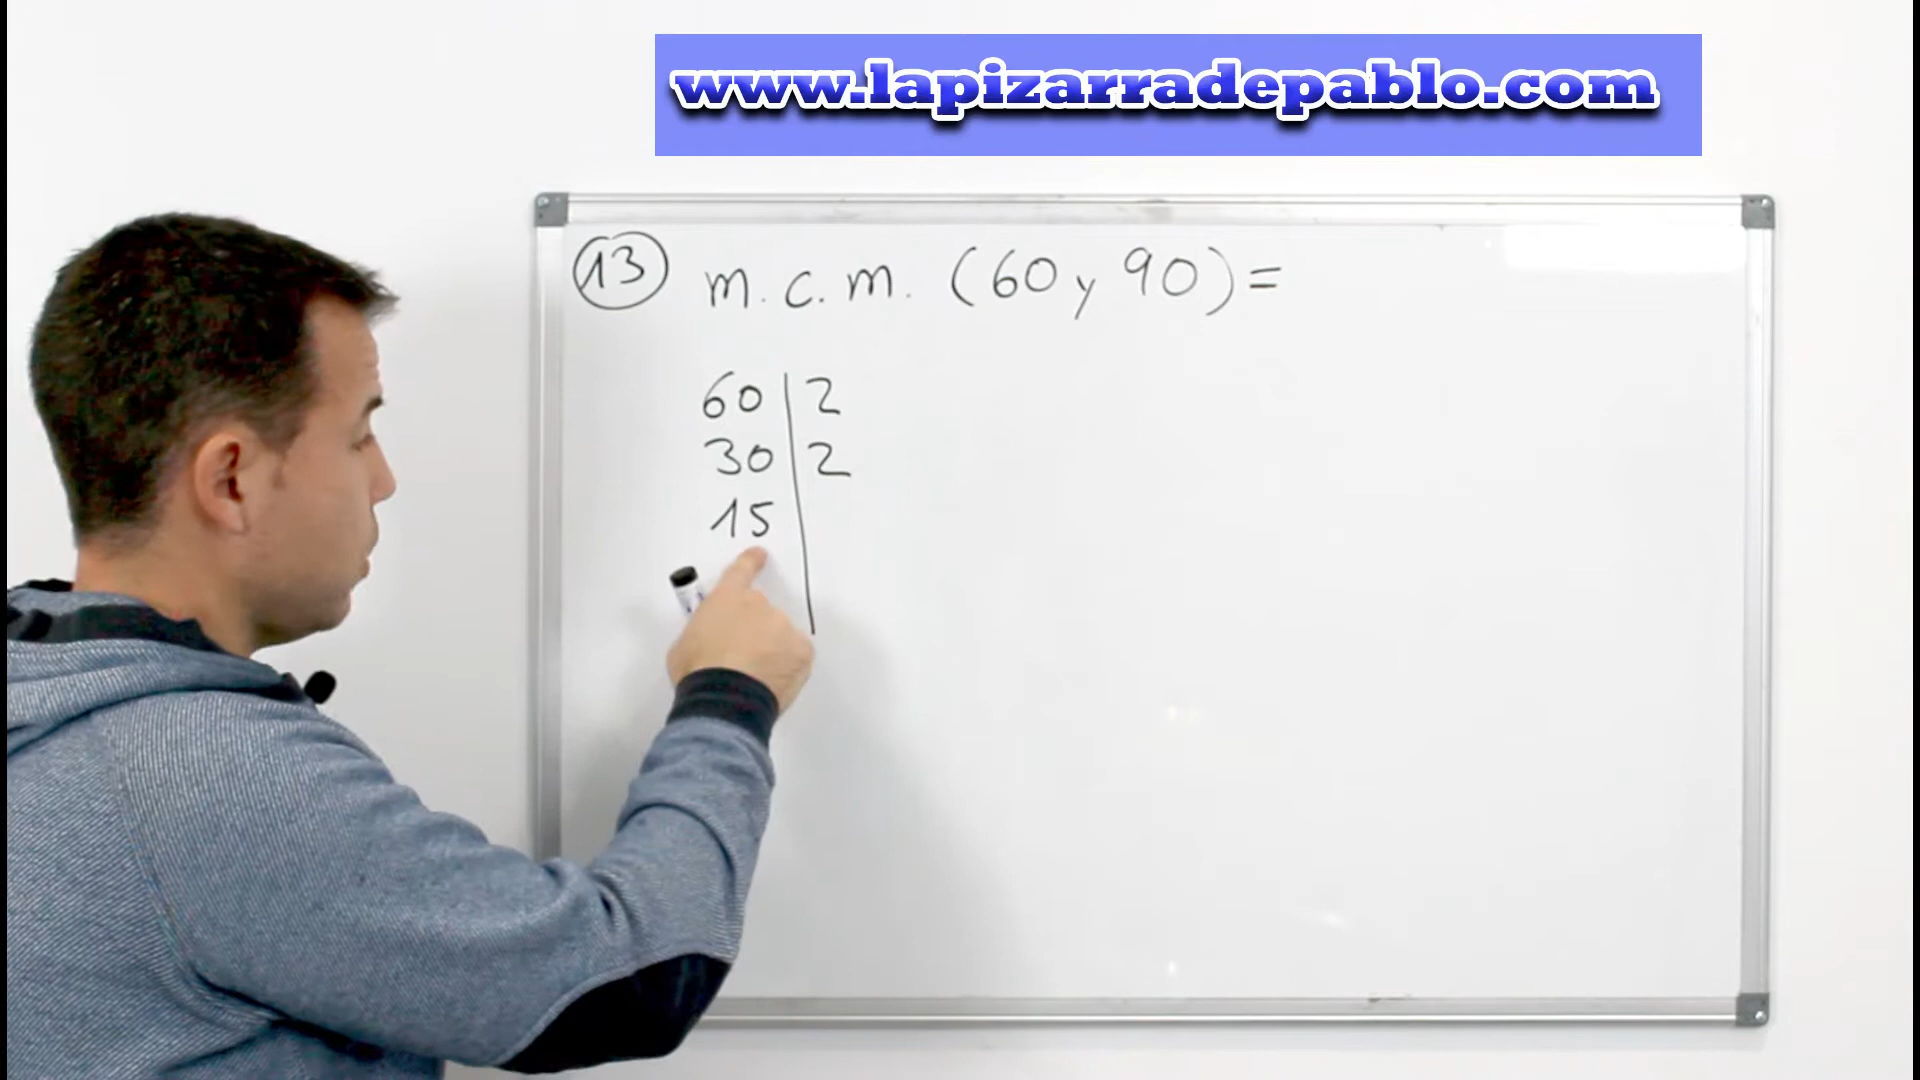 www.lapizarradepablo.com
13 m.c.m. (60 y 90) =
60 | 2
30 | 2
15